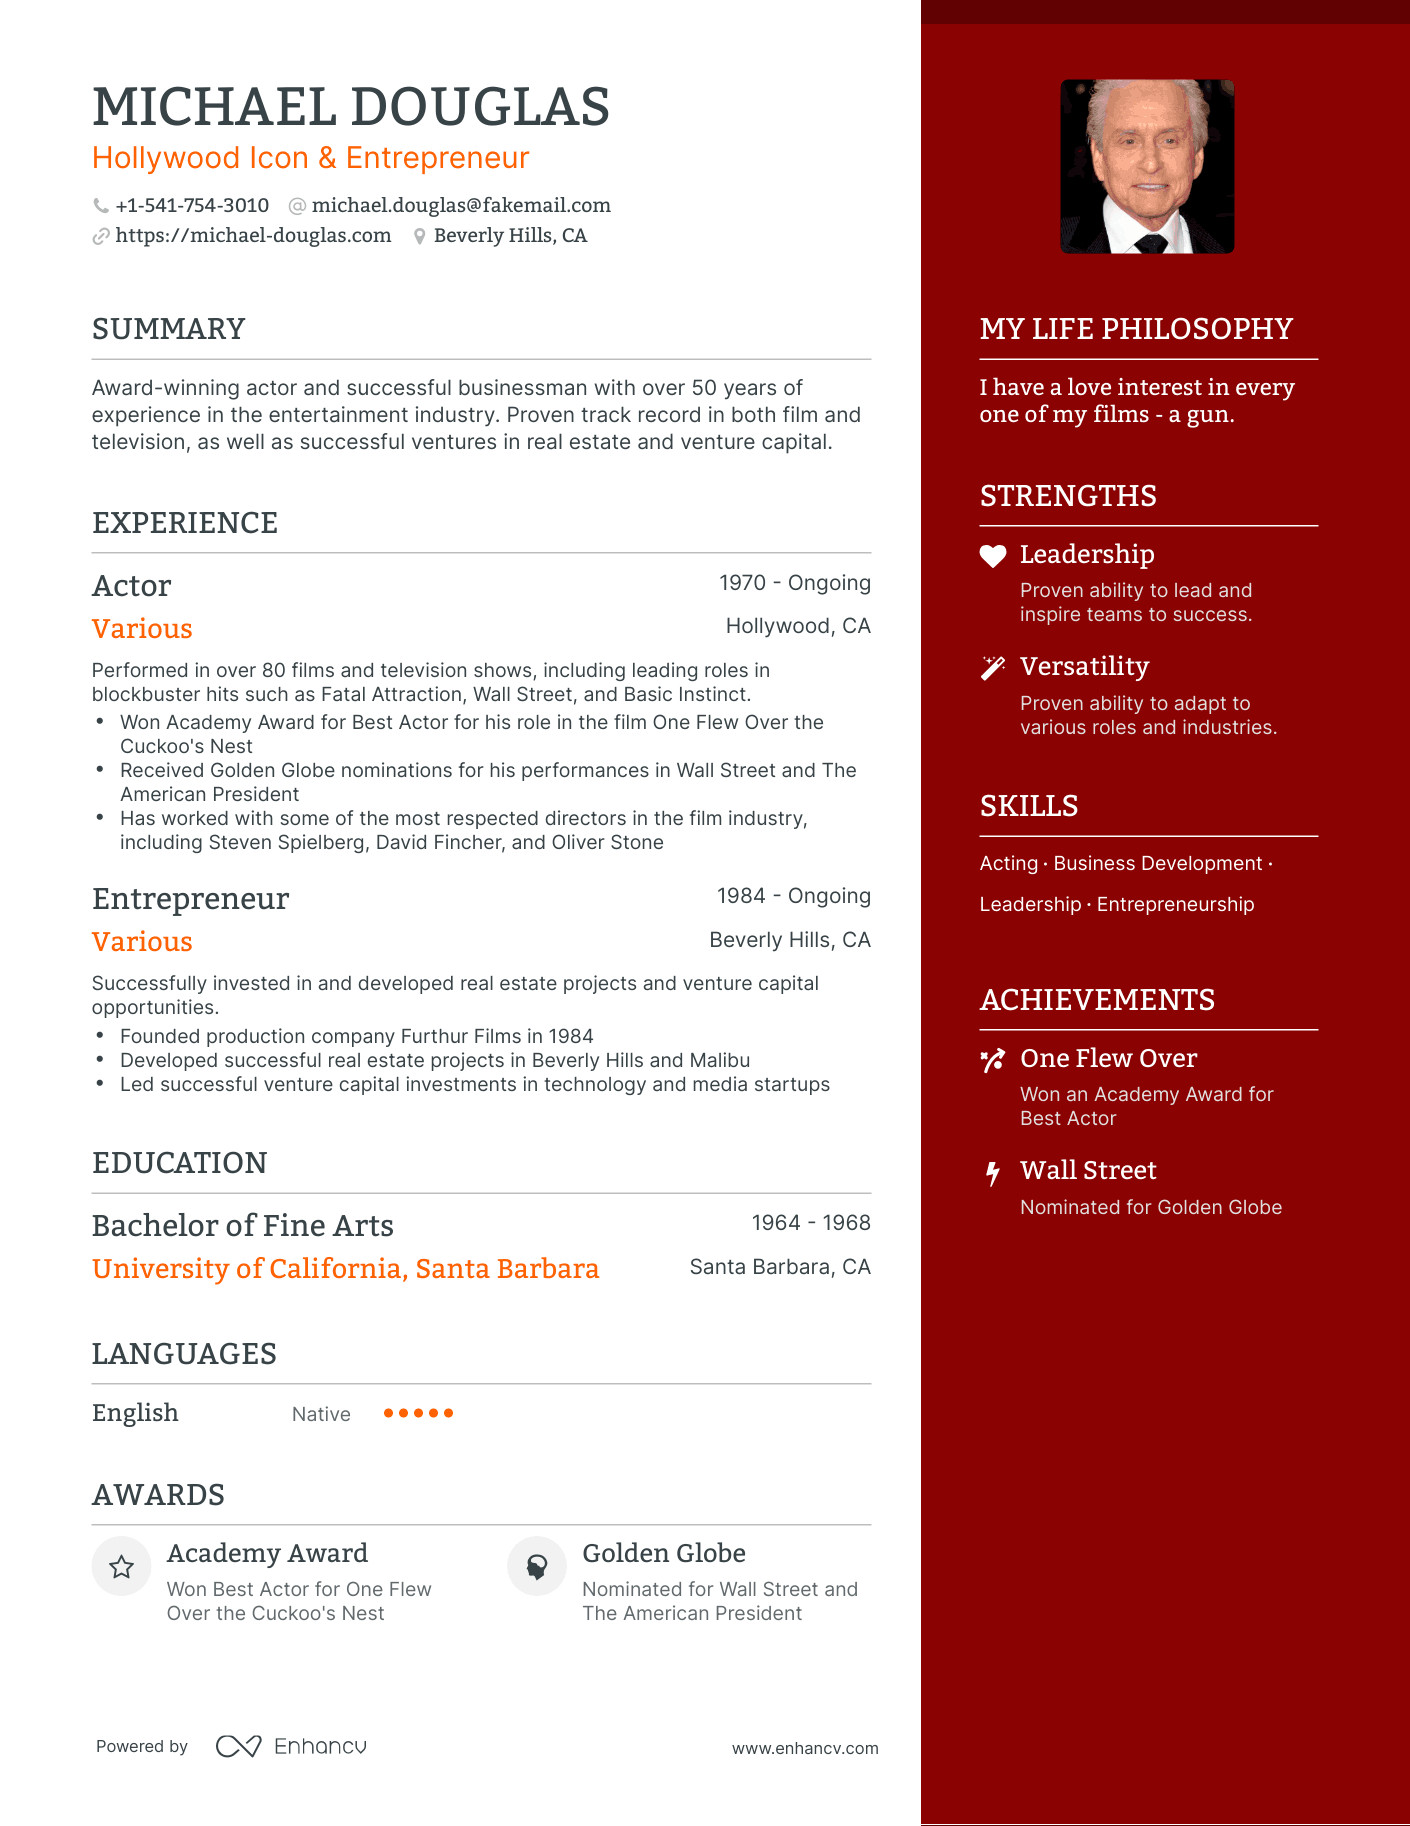 MICHAEL DOUGLAS
Hollywood Icon & Entrepreneur
+1-541-754-3010 @ michael.douglas@fakemail.com
https://michael-douglas.com Beverly Hills, CA
SUMMARY
Award-winning actor and successful businessman with over 50 years of
experience in the entertainment industry. Proven track record in both film and
television, as well as successful ventures in real estate and venture capital.
EXPERIENCE
Actor 1970 - Ongoing
Various Hollywood, CA
Performed in over 80 films and television shows, including leading roles in
blockbuster hits such as Fatal Attraction, Wall Street, and Basic Instinct.
• Won Academy Award for Best Actor for his role in the film One Flew Over the
Cuckoo's Nest
• Received Golden Globe nominations for his performances in Wall Street and The
American President
• Has worked with some of the most respected directors in the film industry,
including Steven Spielberg, David Fincher, and Oliver Stone
Entrepreneur 1984 - Ongoing
Various Beverly Hills, CA
Successfully invested in and developed real estate projects and venture capital
opportunities.
• Founded production company Furthur Films in 1984
• Developed successful real estate projects in Beverly Hills and Malibu
• Led successful venture capital investments in technology and media startups
EDUCATION
Bachelor of Fine Arts 1964 - 1968
University of California, Santa Barbara Santa Barbara, CA
LANGUAGES
English Native
AWARDS
Academy Award
Won Best Actor for One Flew
Over the Cuckoo's Nest
Golden Globe
Nominated for Wall Street and
The American President
Powered by Enhancv www.enhancv.com
MY LIFE PHILOSOPHY
I have a love interest in every
one of my films - a gun.
STRENGTHS
Leadership
Proven ability to lead and
inspire teams to success.
Versatility
Proven ability to adapt to
various roles and industries.
SKILLS
Acting · Business Development ·
Leadership · Entrepreneurship
ACHIEVEMENTS
One Flew Over
Won an Academy Award for
Best Actor
Wall Street
Nominated for Golden Globe